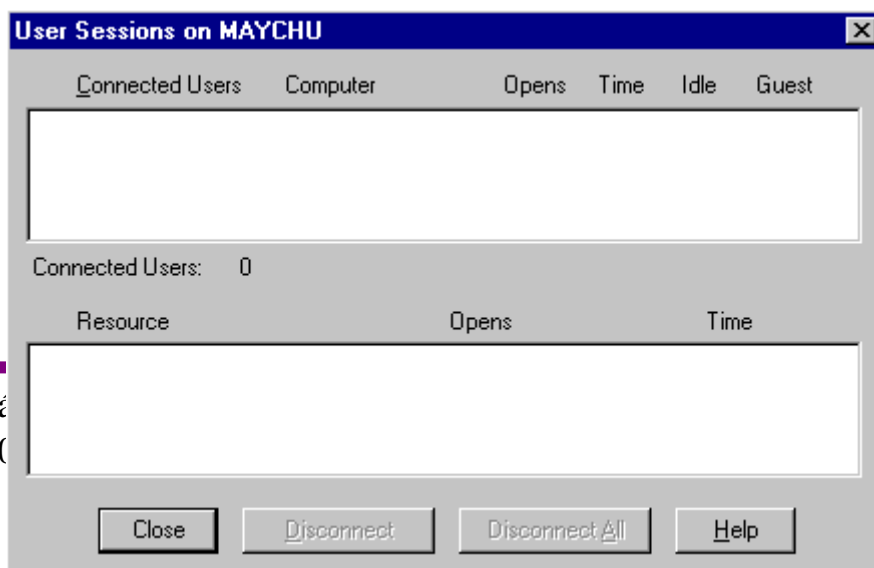 User Sessions on MAYCHU
Connected Users Computer Opens Time Idle Guest
Connected Users: 0
Resource Opens Time
Close Disconnect Disconnect All Help